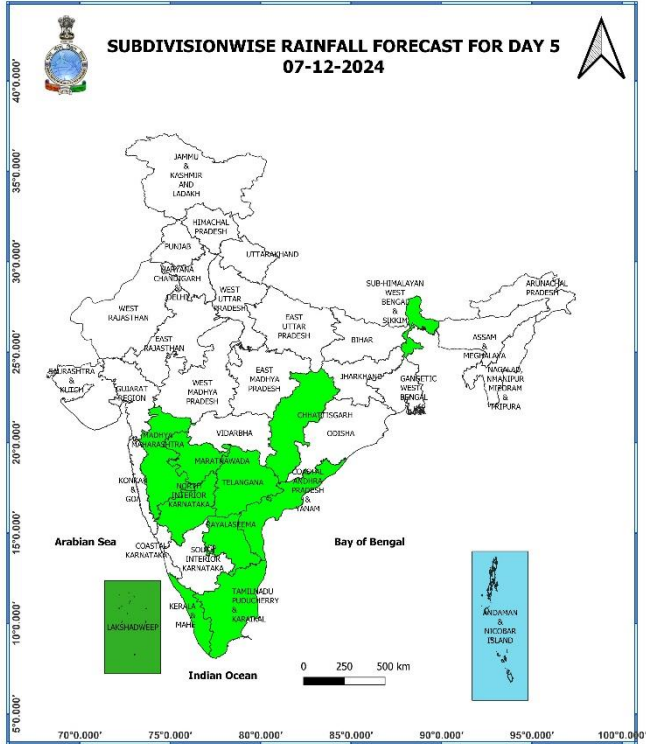 SUBDIVISIONWISE RAINFALL FORECAST FOR DAY 5
07-12-2024
JAMMU
&
KASHMIR
AND
LADAKH
HIMACHAL
PRADESH
PUNJAB
UTTARAKHAND
HARYANA
CHANDIGARH
&
DELHI
WEST
UTTAR
PRADESH
SUB-HIMALAYAN
WEST
BENGAL
&
SIKKIM
ARUNACHAL
PRADESH
WEST
RAJASTHAN
EAST
RAJASTHAN
EAST
UTTAR
PRADESH
BIHAR
ASSAM
&
MEGHALAYA
SAURASHTRA
&
KUTCH
GUJARAT
REGION
WEST
MADHYA
PRADESH
EAST
MADHYA
PRADESH
JHARKHAND
GANGETIC
WEST
BENGAL
NAGALAD,
NMANIPUR
MEZORAM
&
TRIPURA
CHHATTISGARH
ODISHA
VIDARBHA
MADHYA
MAHARASHTRA
MARATHAWADA
KONKAN
&
GOA
NORTH
INTERIOR
KARNATAKA
TELANGANA
COASTAL
ANDHRA
PRADESH
&
YANAM
RAYALASEEMA
COASTAL
KARNATAKA
SOUTH
INTERIOR
KARNATAKA
Arabian Sea
Bay of Bengal
TAMILNADU
PUDUCHERRY
&
KARAIKAL
KERALA
&
MAHE
LAKSHADWEEP
ANDAMAN
&
NICOBAR
ISLAND
Indian Ocean
0 250 500 km
40°0.000'
35°0.000'
30°0.000'
25°0.000'
20°0.000'
15°0.000'
10°0.000'
5°0.000'
70°0.000' 75°0.000' 80°0.000' 85°0.000' 90°0.000' 95°0.000' 100°0.000'